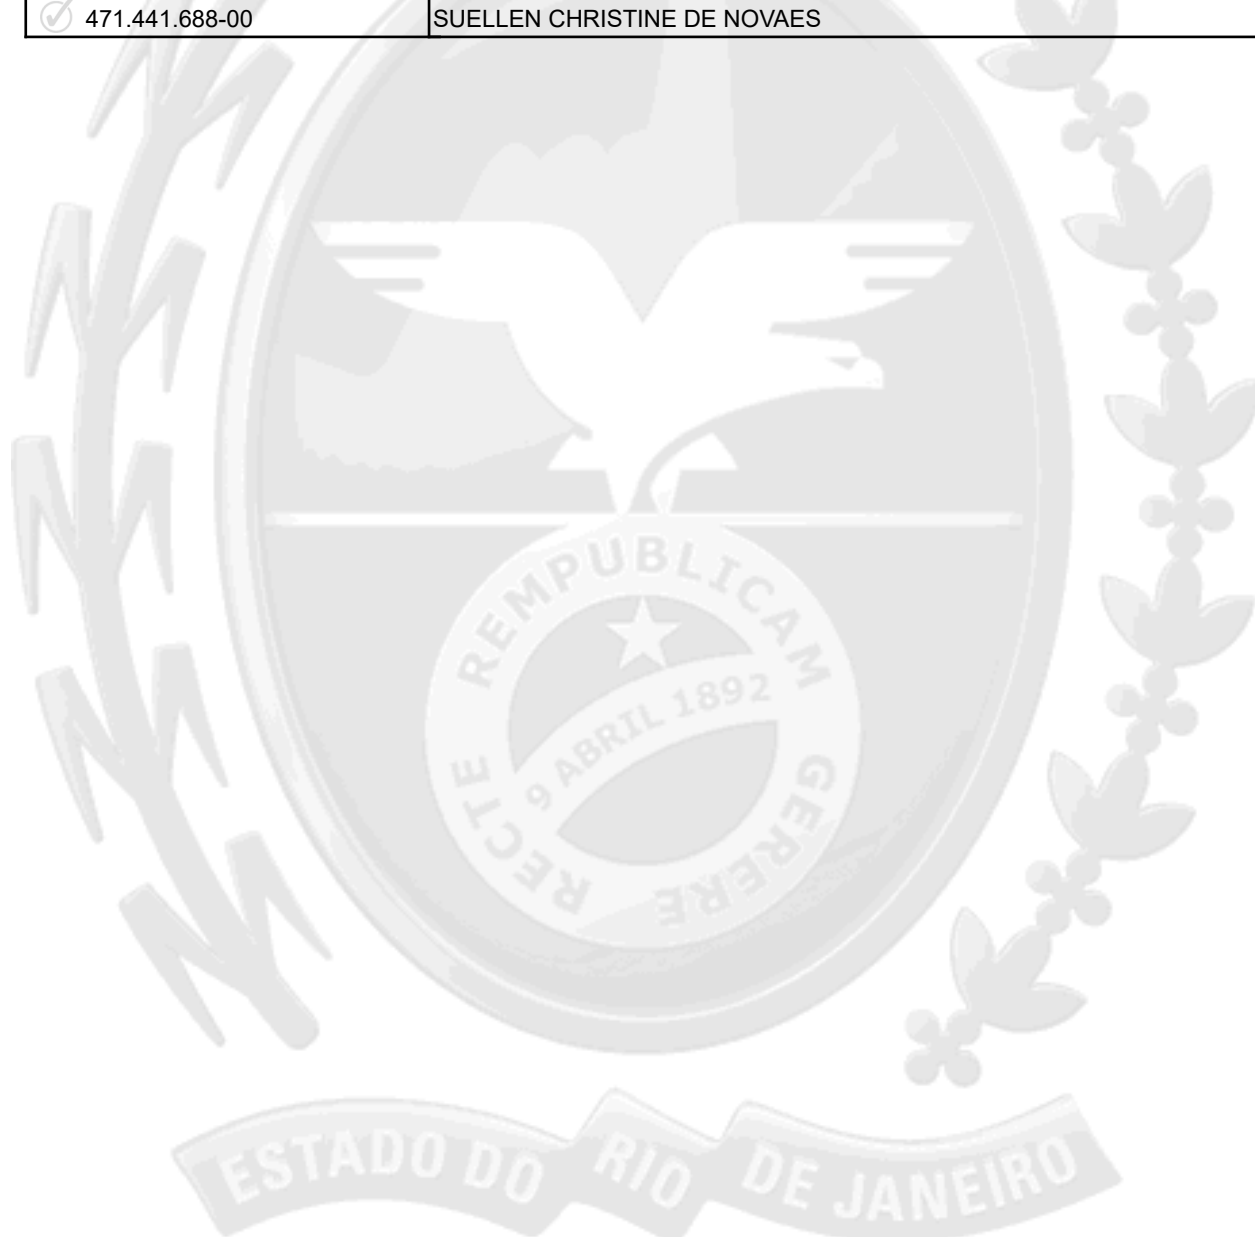 471.441.688-00 SUELLEN CHRISTINE DE NOVAES
RECTE REMPUBLICAM GERERE
9 ABRIL 1892
ESTADO DO RIO DE JANEIRO